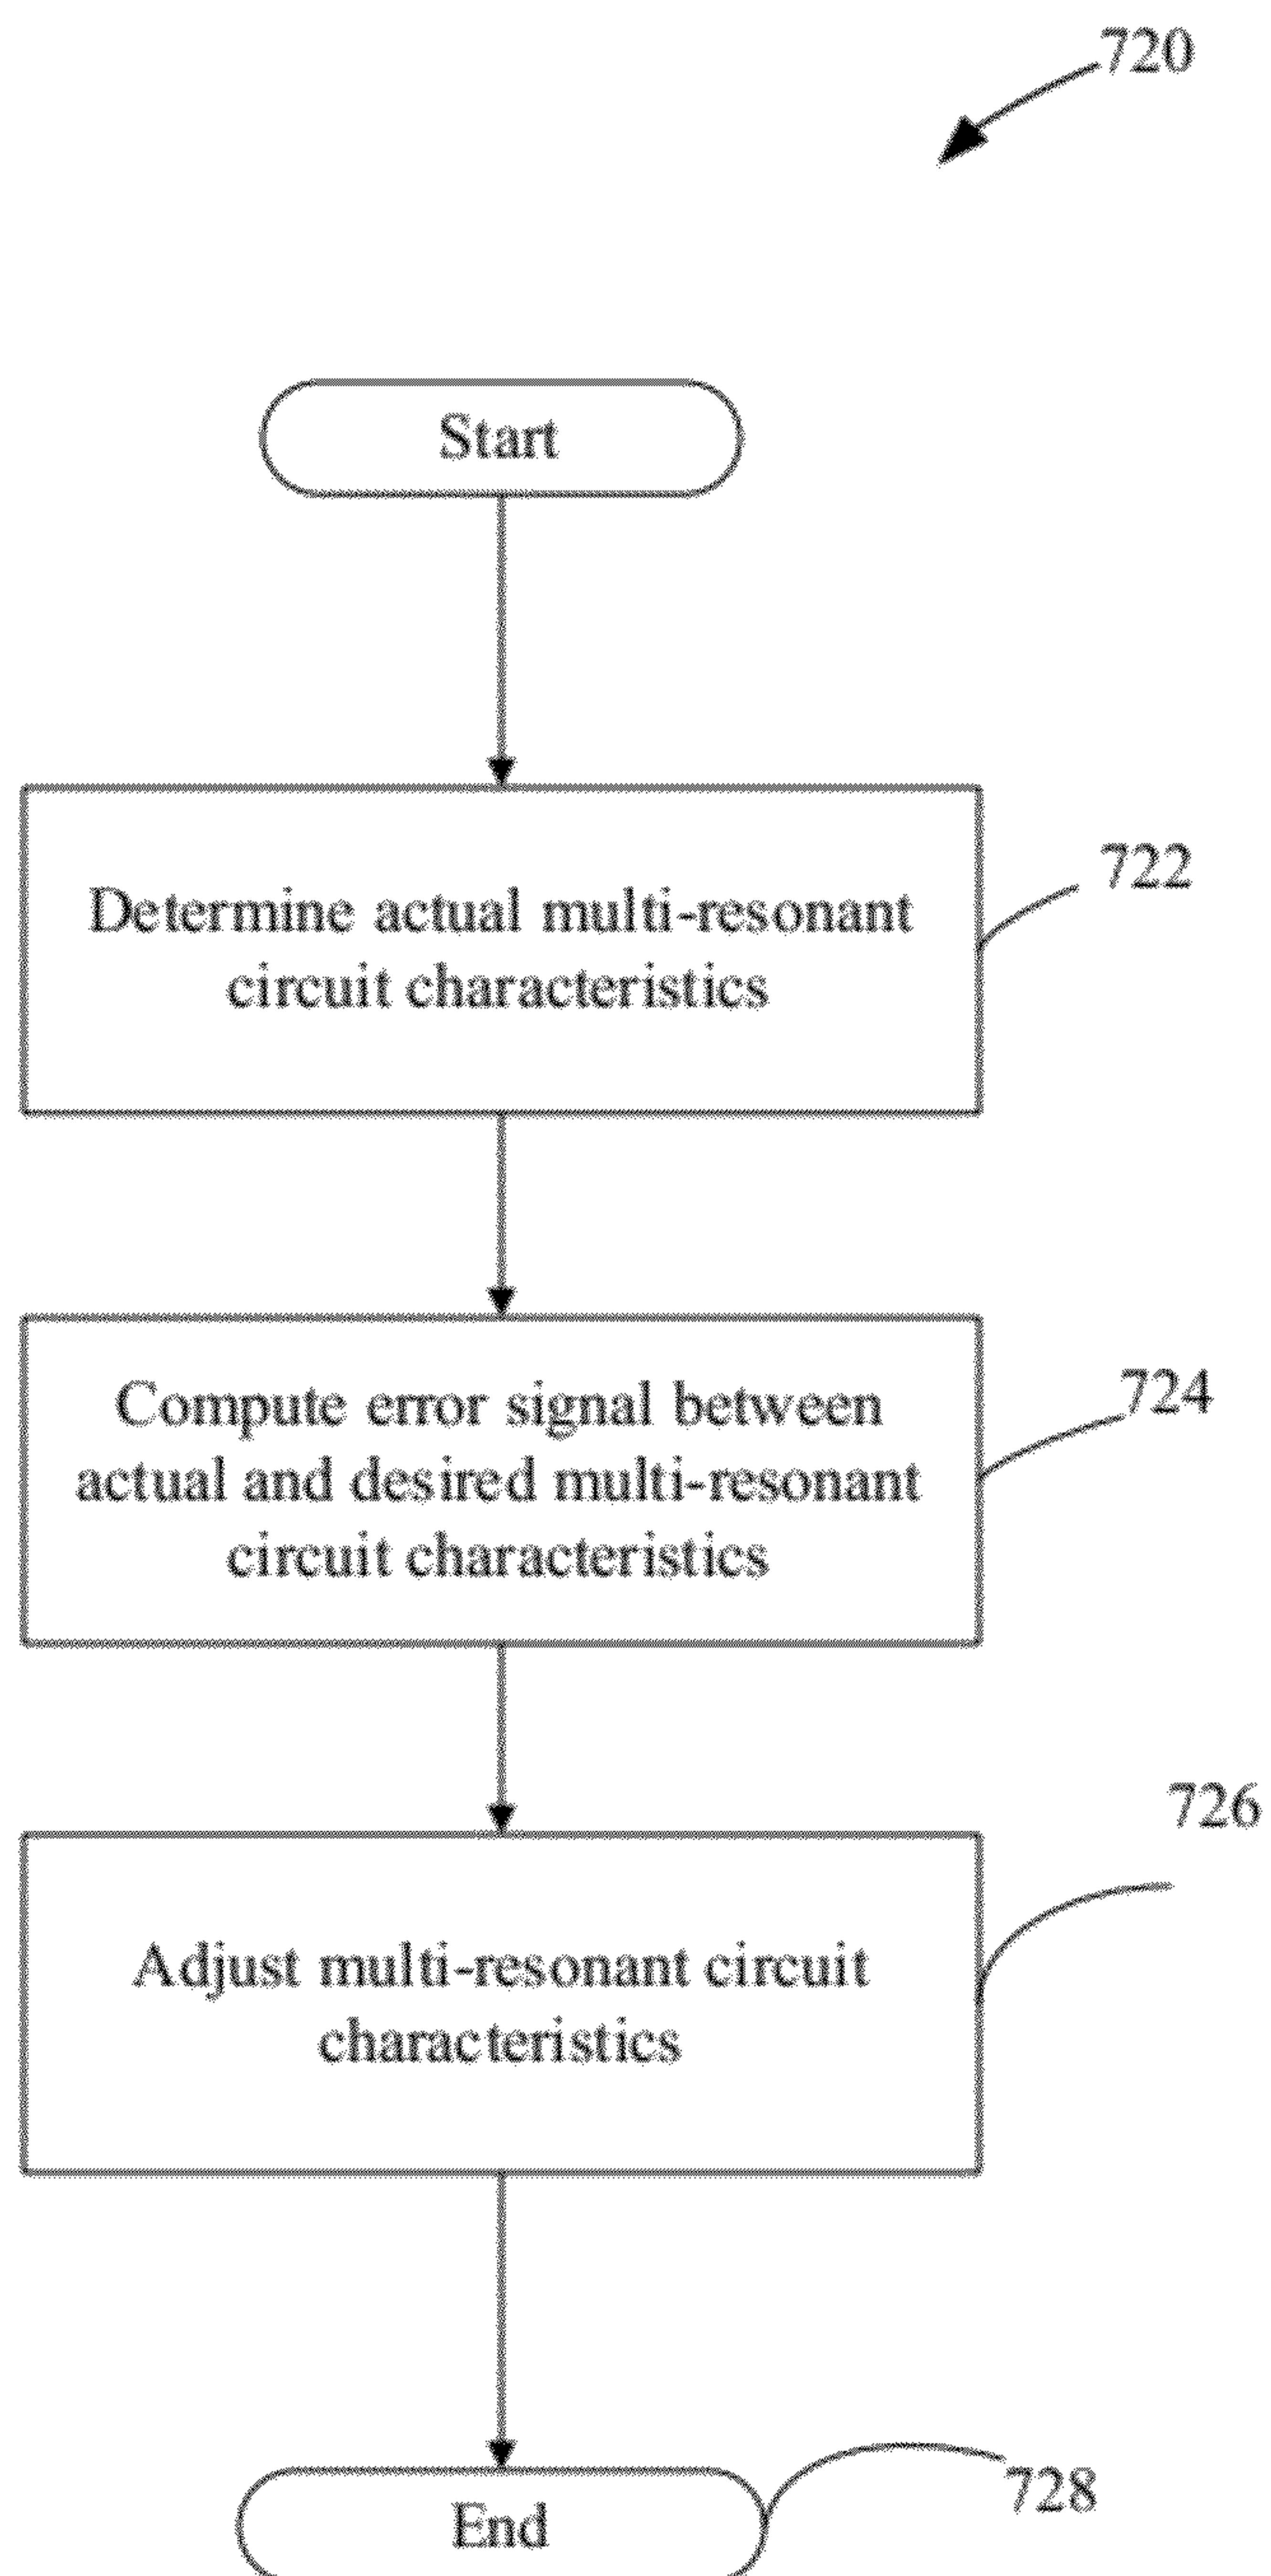 720
Start
722
Determine actual multi-resonant
circuit characteristics
724
Compute error signal between
actual and desired multi-resonant
circuit characteristics
726
Adjust multi-resonant circuit
characteristics
728
End